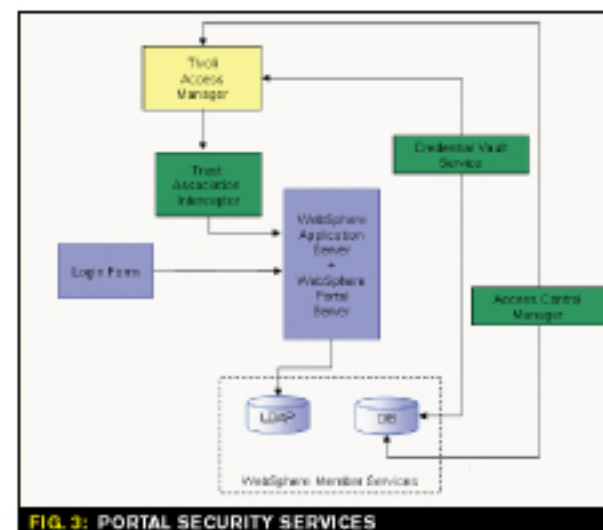 Tivoli
Access
Manager
Trust
Association
Interceptor
Credential Vault
Service
WebSphere
Application
Server
+
WebSphere
Portal
Server
Login Form
Access Control
Manager
LDAP
DB
WebSphere Member Services
FIG. 3: PORTAL SECURITY SERVICES